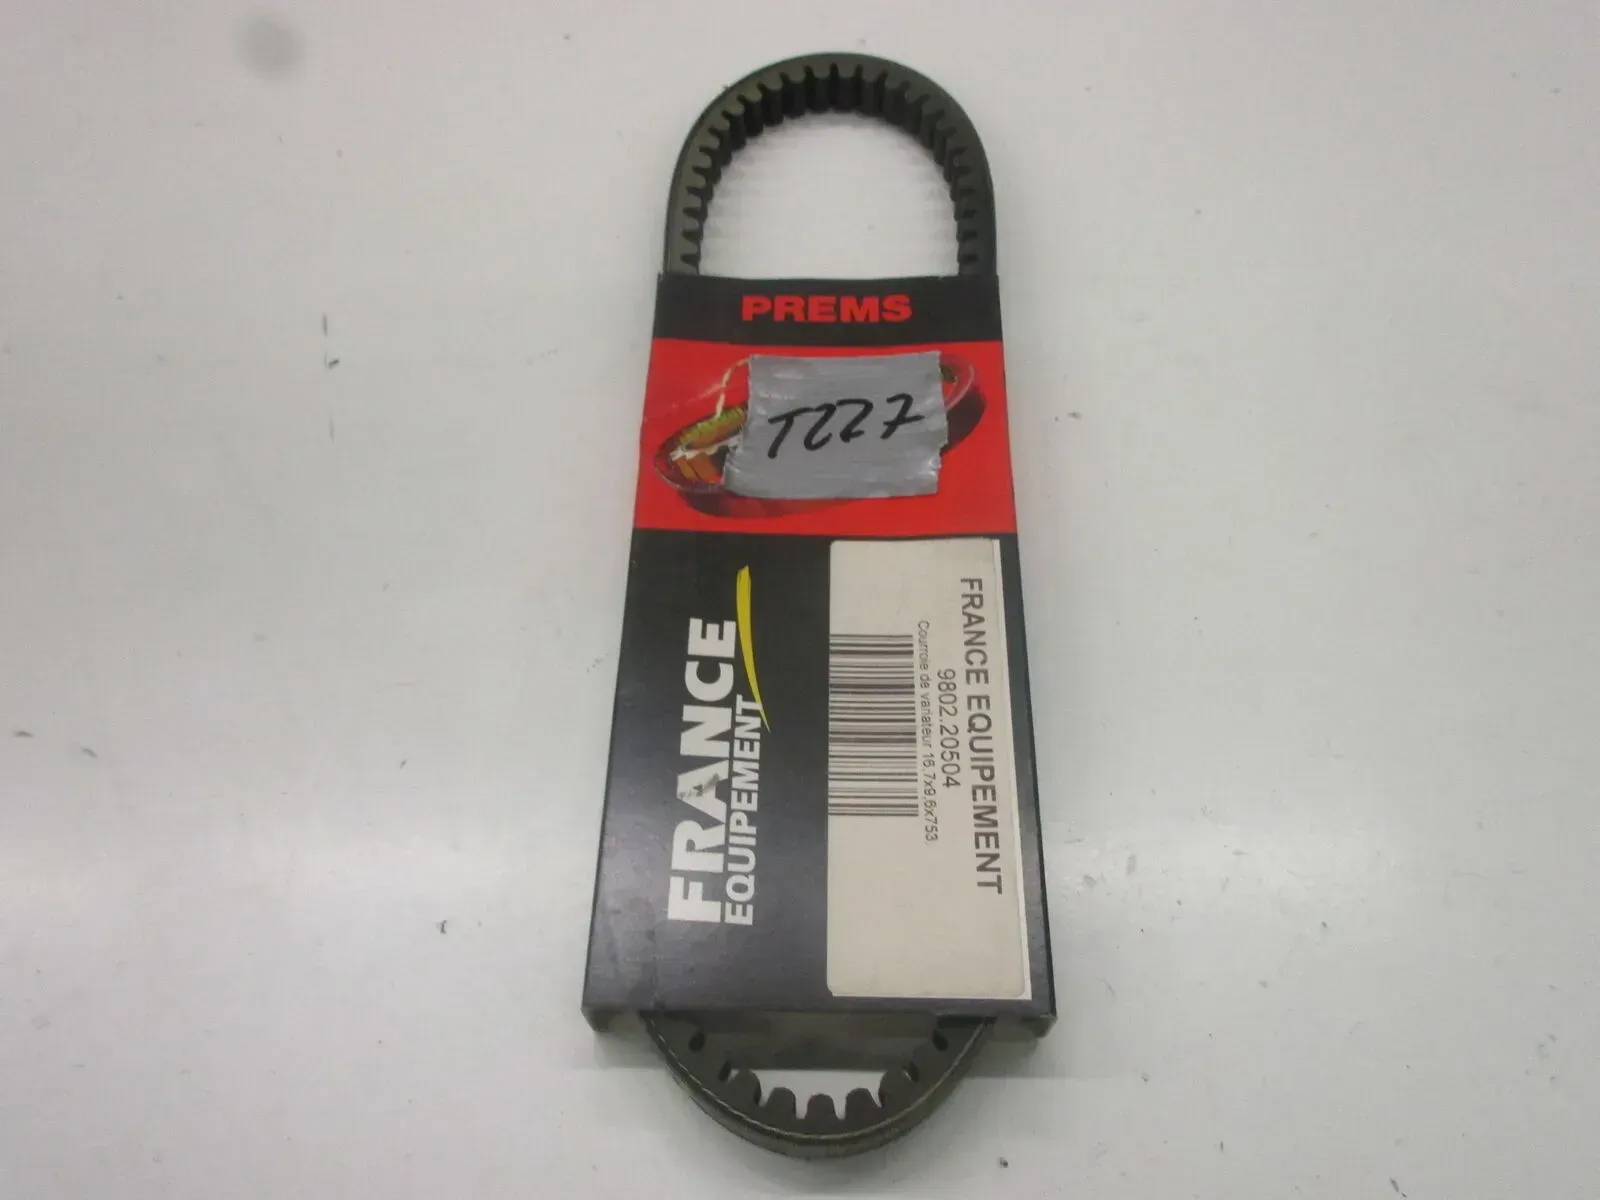 PREMS
T227
FRANCE
EQUIPEMENT
FRANCE EQUIPEMENT
9802.20504
Courroie de variateur 16,7x9,6x753.